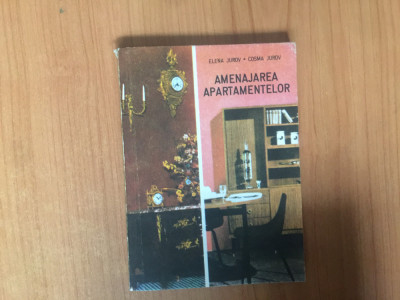 ELENA JUROV • COSMA JUROV
AMENAJAREA
APARTAMENTELOR